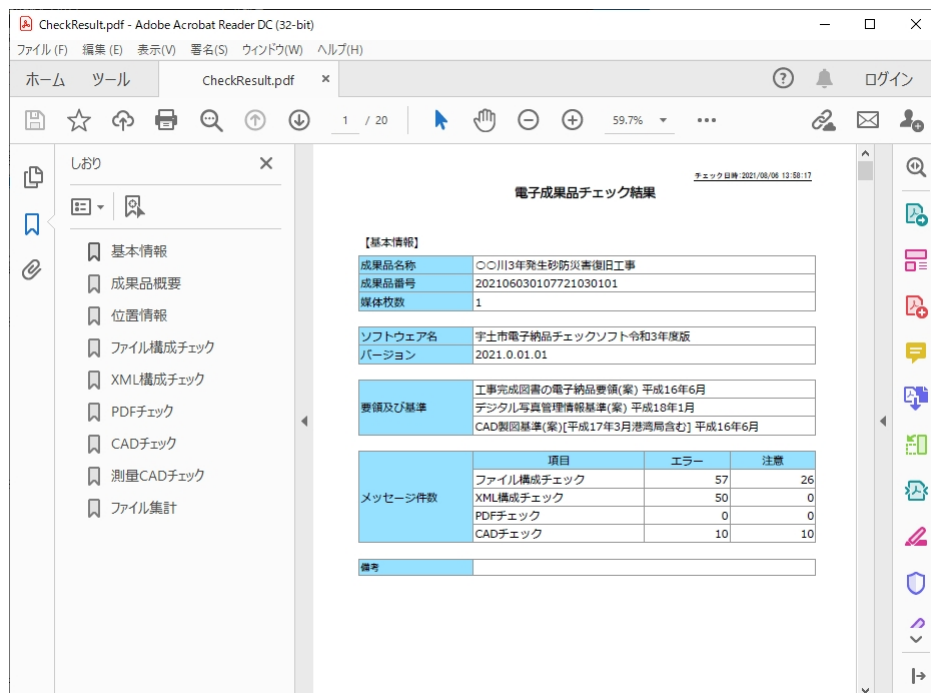 CheckResult.pdf - Adobe Acrobat Reader DC (32-bit)
ファイル(F) 編集(E) 表示(V) 署名(S) ウィンドウ(W) ヘルプ(H)
ホーム ツール CheckResult.pdf × ログイン
1 / 20 59.7%
しおり
基本情報
成果品概要
位置情報
ファイル構成チェック
XML構成チェック
PDFチェック
CADチェック
測量CADチェック
ファイル集計
チェック日時:2021/08/06 13:58:17
電子成果品チェック結果
【基本情報】
成果品名称 〇〇川3年発生砂防災害復旧工事
成果品番号 202106030107721030101
媒体枚数 1
ソフトウェア名 宇土市電子納品チェックソフト令和3年度版
バージョン 2021.0.01.01
要領及び基準
工事完成図書の電子納品要領(案) 平成16年6月
デジタル写真管理情報基準(案) 平成18年1月
CAD製図基準(案)[平成17年3月港湾局含む] 平成16年6月
メッセージ件数
項目 エラー 注意
ファイル構成チェック 57 26
XML構成チェック 50 0
PDFチェック 0 0
CADチェック 10 10
備考